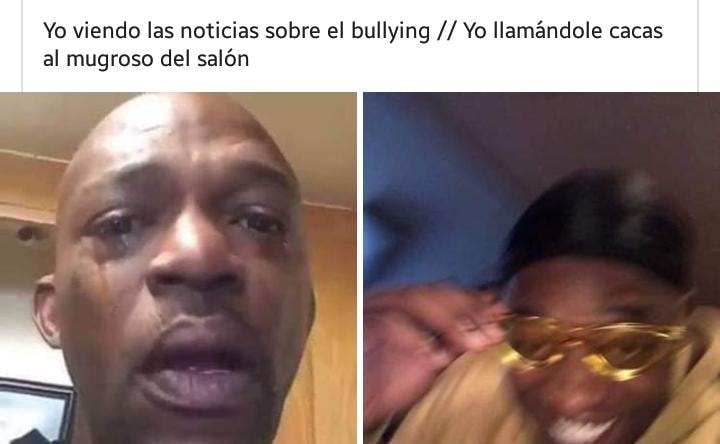 Yo viendo las noticias sobre el bullying // Yo llamándole cacas
al mugroso del salón